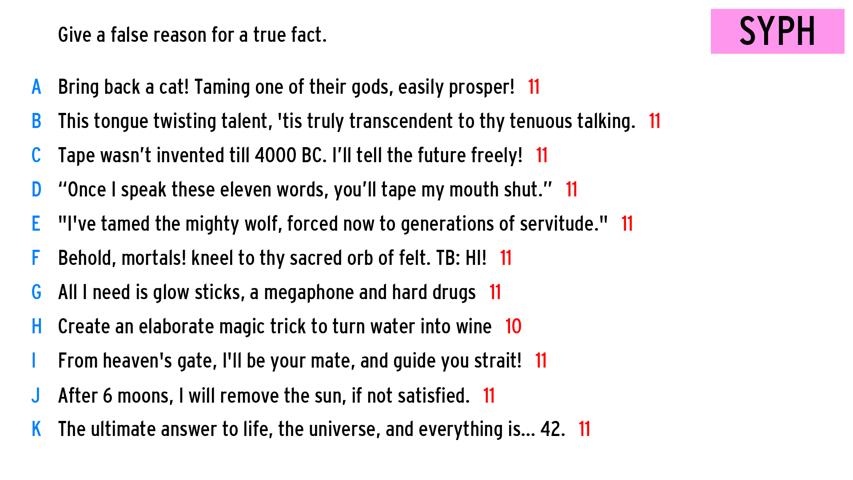 Give a false reason for a true fact.
SYPH
A Bring back a cat! Taming one of their gods, easily prosper! 11
B This tongue twisting talent, 'tis truly transcendent to thy tenuous talking. 11
C Tape wasn't invented till 4000 BC. I'll tell the future freely! 11
D “Once I speak these eleven words, you'll tape my mouth shut.” 11
E "I've tamed the mighty wolf, forced now to generations of servitude." 11
F Behold, mortals! kneel to thy sacred orb of felt. TB: HI! 11
G All I need is glow sticks, a megaphone and hard drugs 11
H Create an elaborate magic trick to turn water into wine 10
I From heaven's gate, I'll be your mate, and guide you strait! 11
J After 6 moons, I will remove the sun, if not satisfied. 11
K The ultimate answer to life, the universe, and everything is... 42. 11